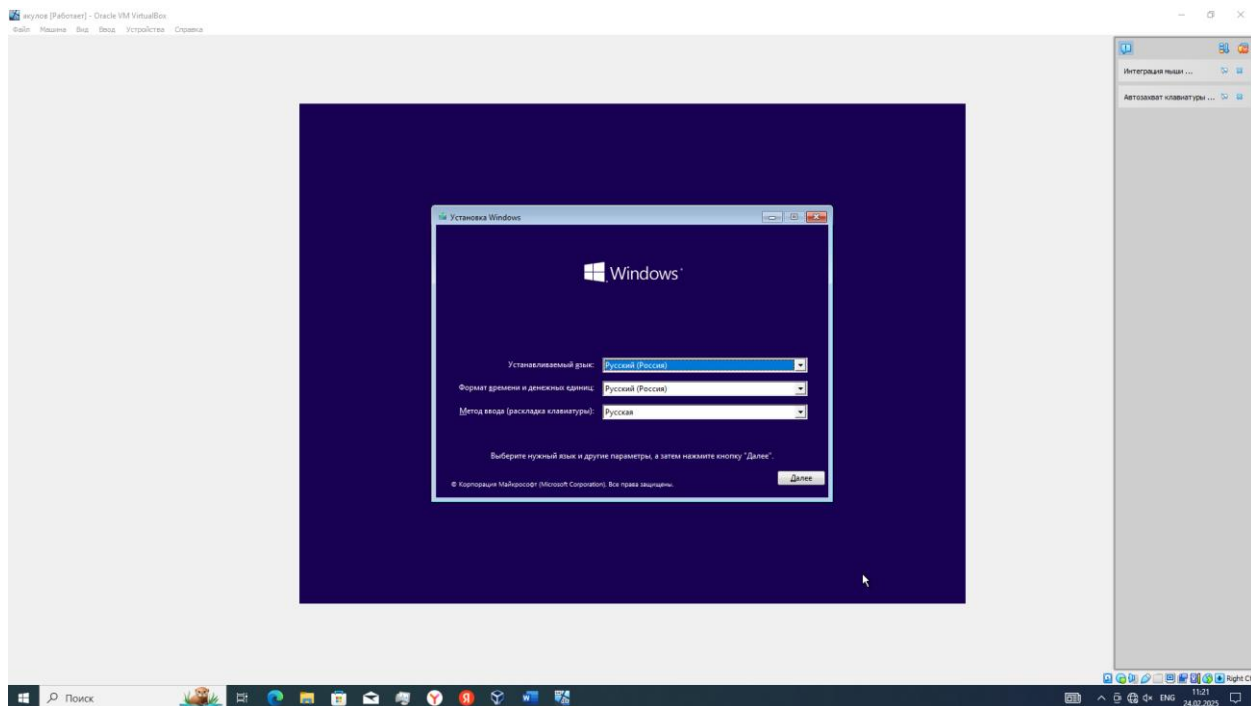 акулов [Работает] - Oracle VM VirtualBox
Файл Машина Вид Ввод Устройства Справка
Интеграция мыши ...
Автозахват клавиатуры ...
Установка Windows
Windows
Устанавливаемый язык: Русский (Россия)
Формат времени и денежных единиц: Русский (Россия)
Метод ввода (раскладка клавиатуры): Русская
Выберите нужный язык и другие параметры, а затем нажмите кнопку "Далее".
Далее
© Корпорация Майкрософт (Microsoft Corporation). Все права защищены.
Right C
Поиск
ENG
11:21
24.02.2025